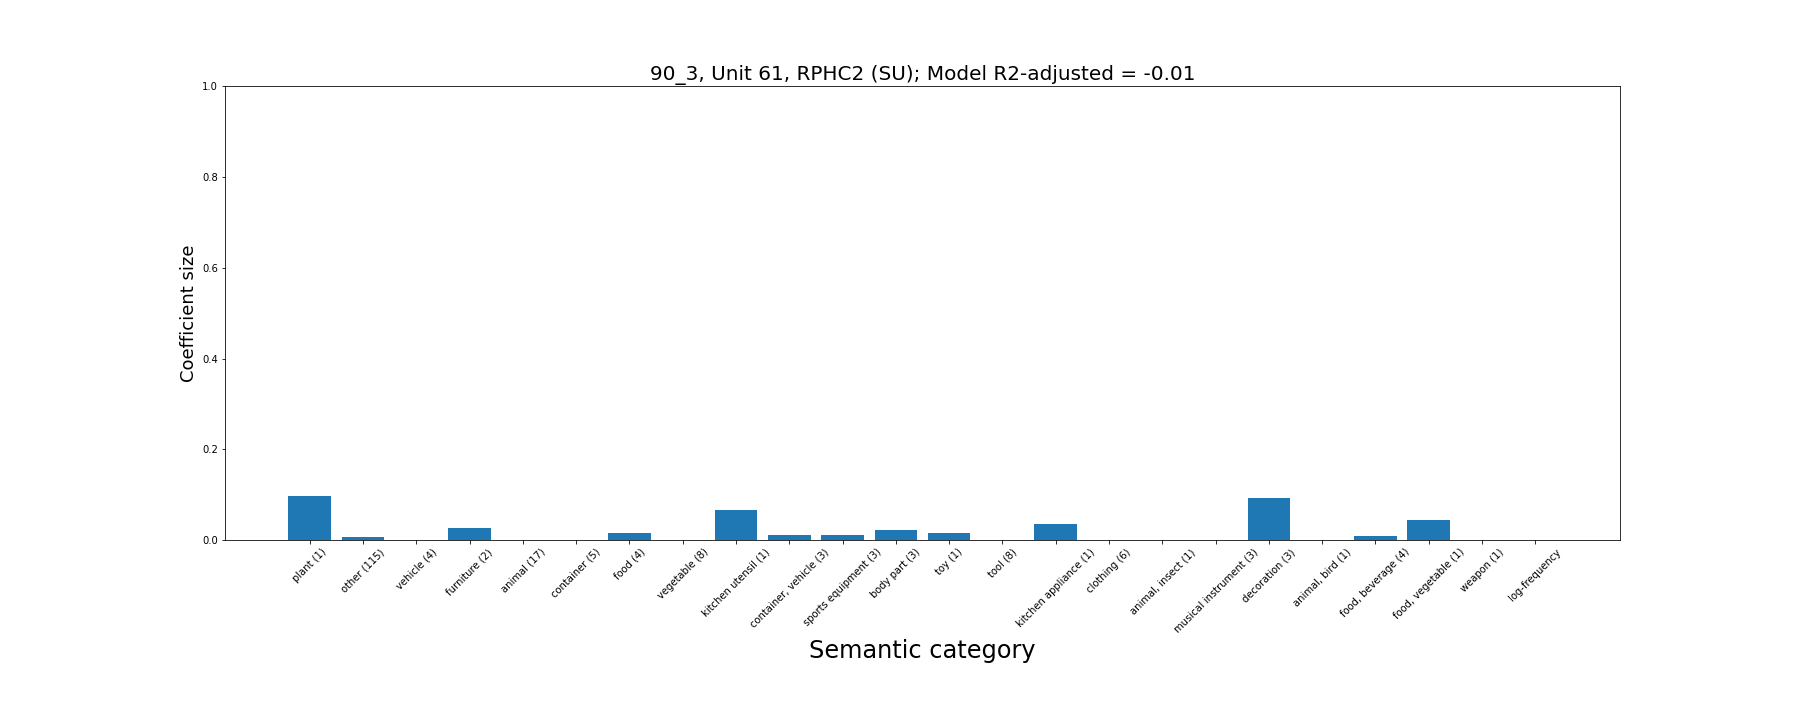 90_3, Unit 61, RPHC2 (SU); Model R2-adjusted = -0.01
1.0
0.8
0.6
0.4
0.2
0.0
Coefficient size
plant (1)
other (115)
vehicle (4)
furniture (2)
animal (17)
container (5)
food (4)
vegetable (8)
kitchen utensil (1)
container, vehicle (3)
sports equipment (3)
body part (3)
toy (1)
tool (8)
kitchen appliance (1)
clothing (6)
animal, insect (1)
musical instrument (3)
decoration (3)
animal, bird (1)
food, beverage (4)
food, vegetable (1)
weapon (1)
log-frequency
Semantic category